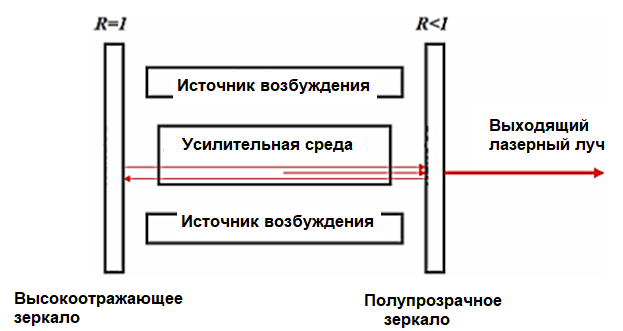 R=1
R<1
Источник возбуждения
Усилительная среда
Выходящий
лазерный луч
Источник возбуждения
Высокоотражающее
зеркало
Полупрозрачное
зеркало